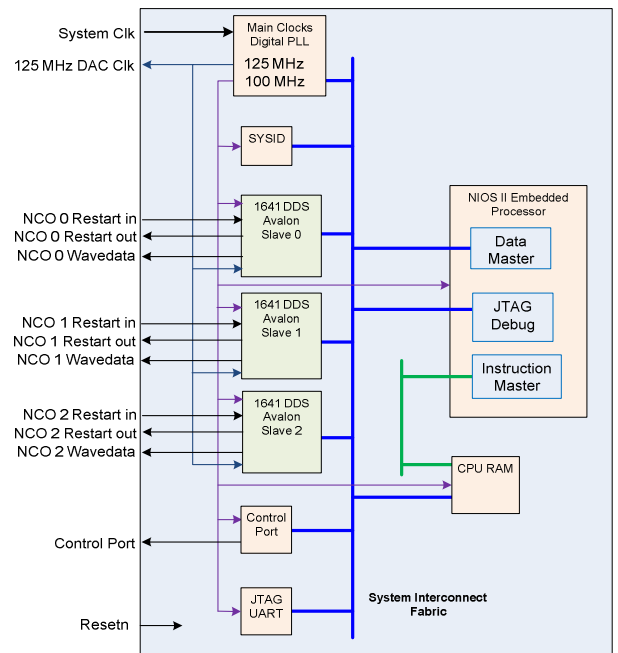 System Clk
Main Clocks
Digital PLL
125 MHz DAC Clk
125 MHz
100 MHz
SYSID
NCO 0 Restart in
NCO 0 Restart out
NCO 0 Wavedata
1641 DDS
Avalon
Slave 0
NIOS II Embedded
Processor
Data
Master
JTAG
Debug
Instruction
Master
NCO 1 Restart in
NCO 1 Restart out
NCO 1 Wavedata
1641 DDS
Avalon
Slave 1
NCO 2 Restart in
NCO 2 Restart out
NCO 2 Wavedata
1641 DDS
Avalon
Slave 2
CPU RAM
Control Port
Control
Port
JTAG
UART
System Interconnect
Fabric
Resetn